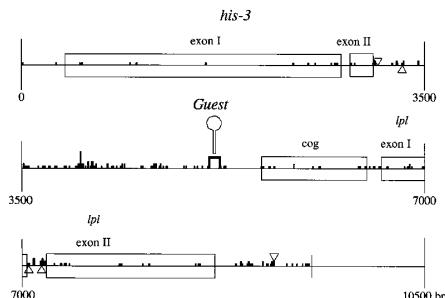 his-3
exon I exon II
0 3500
Guest
lpl
cog exon I
3500 7000
lpl
exon II
7000 10500 bp